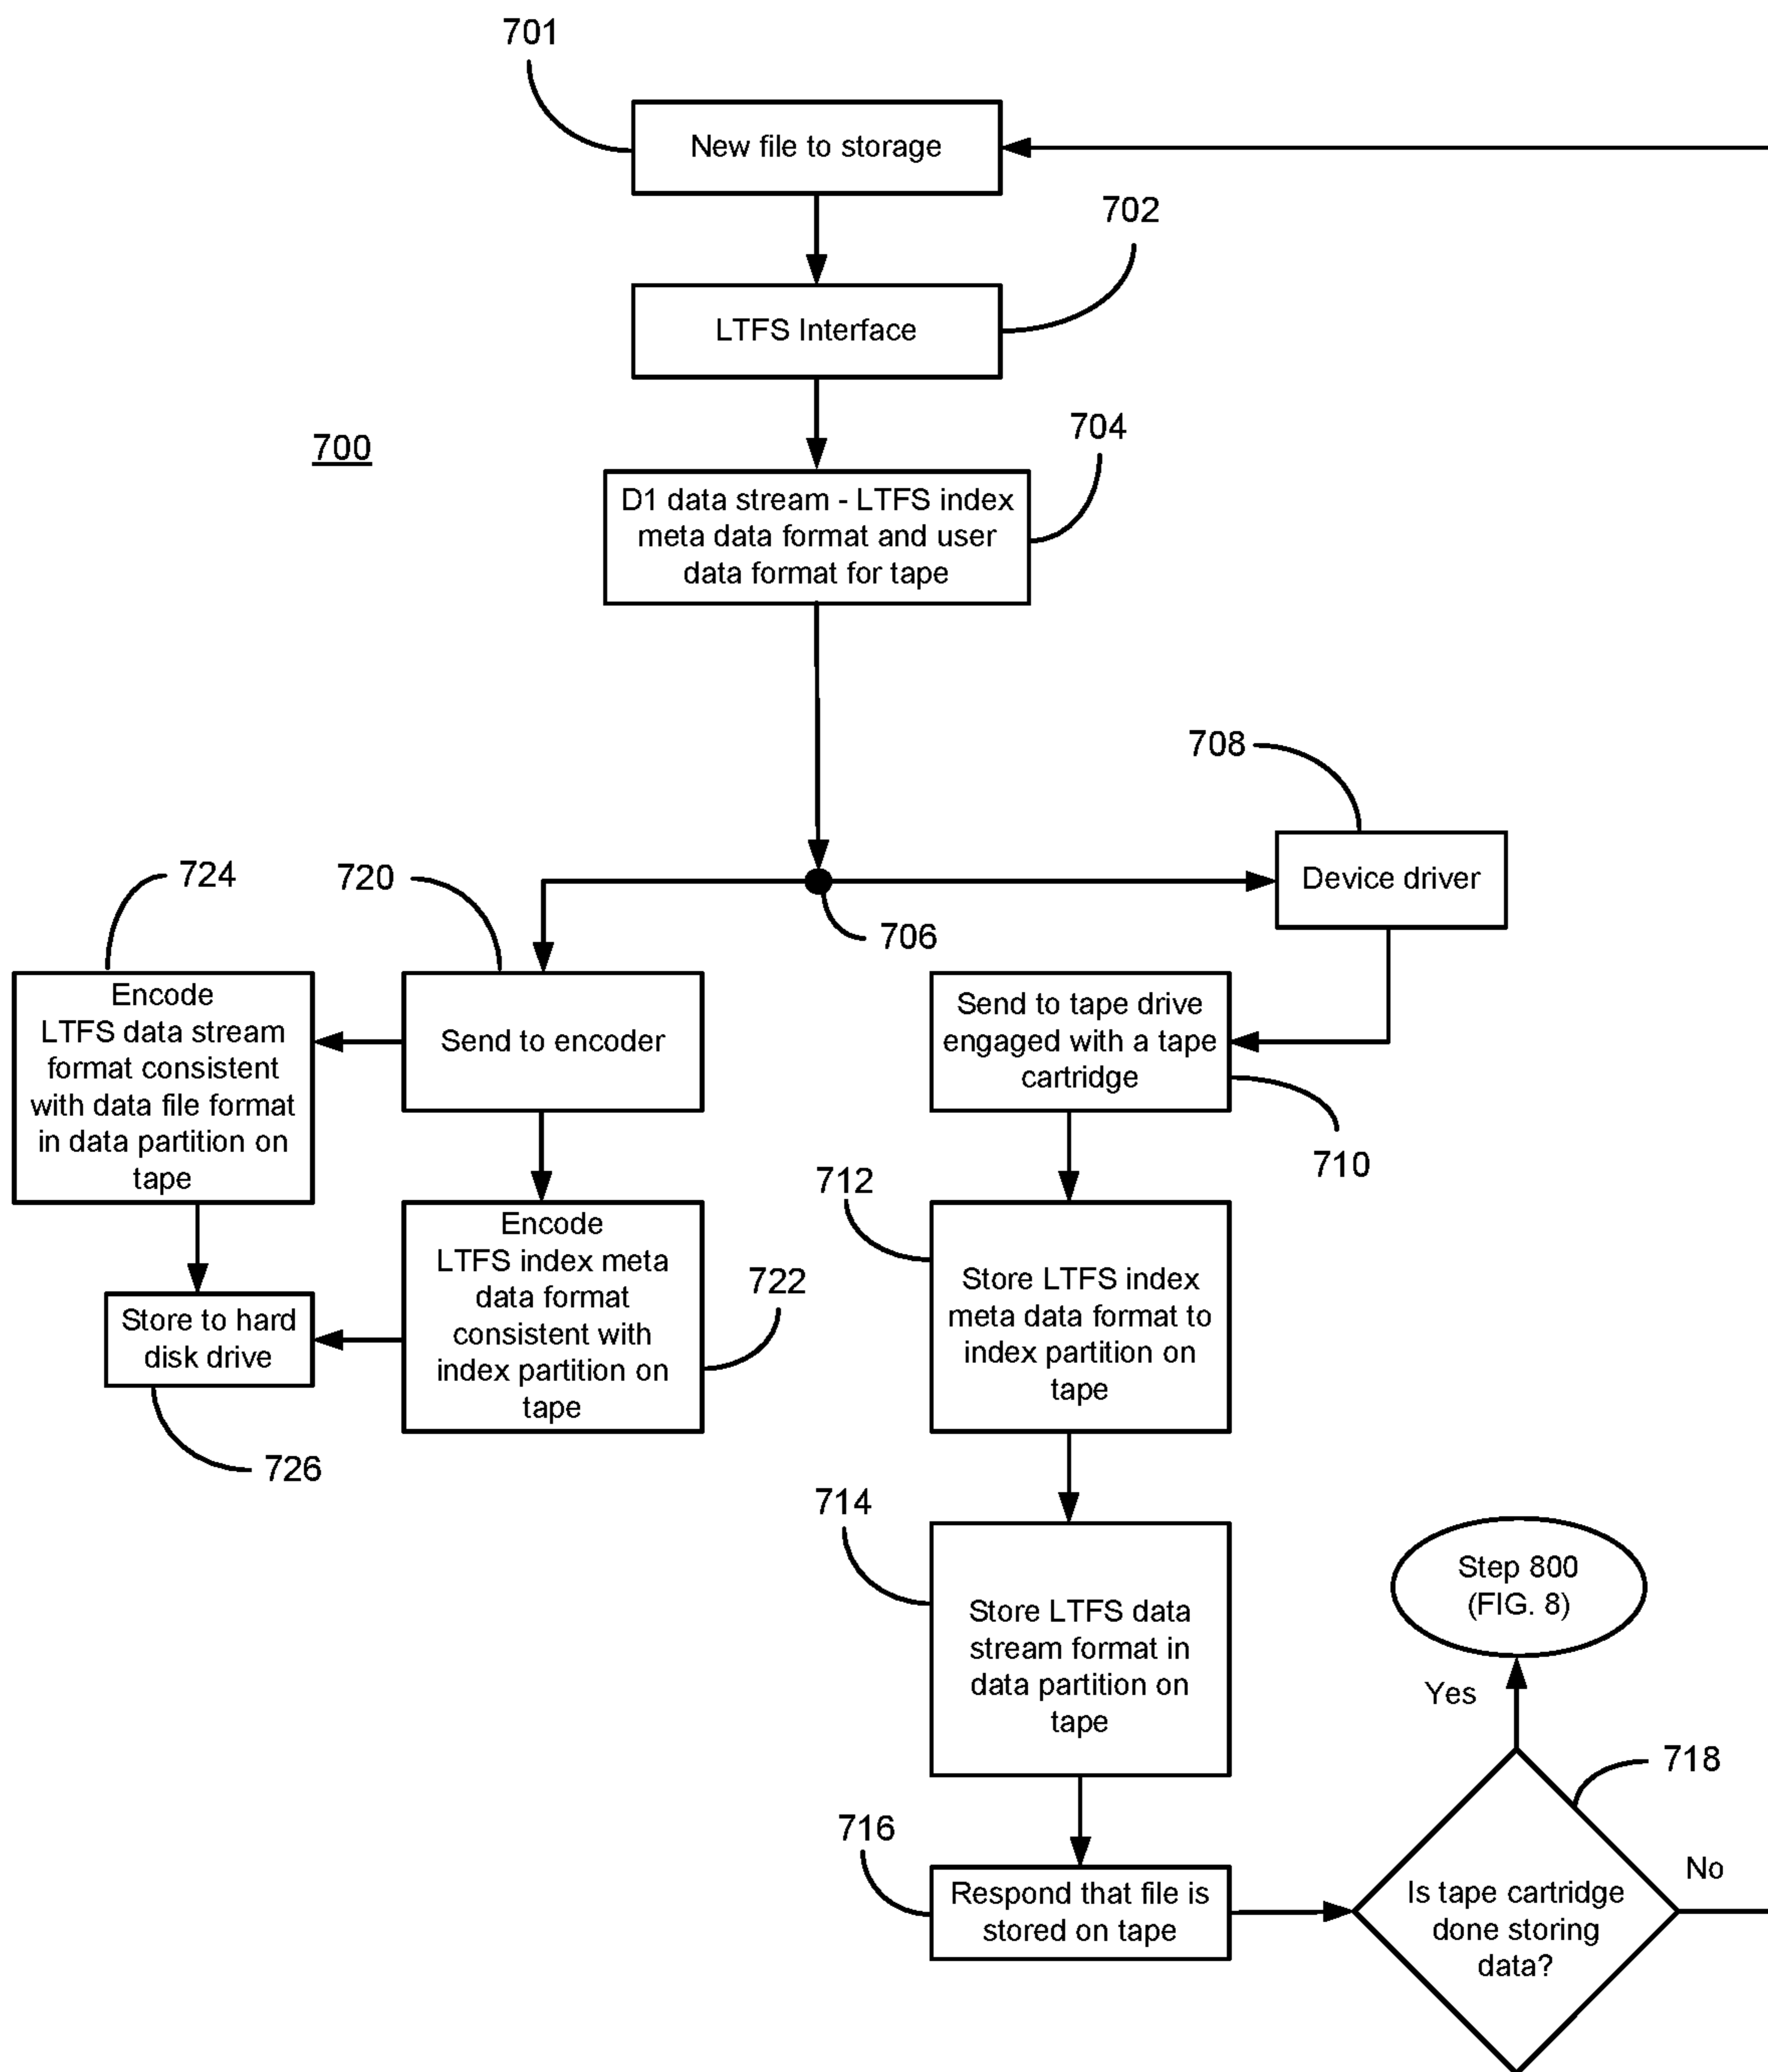 701
New file to storage
702
LTFS Interface
700
704
D1 data stream - LTFS index
meta data format and user
data format for tape
708
Device driver
724
720
706
Encode
LTFS data stream
format consistent
with data file format
in data partition on
tape
Send to encoder
Send to tape drive
engaged with a tape
cartridge
710
712
Encode
LTFS index meta
data format
consistent with
index partition on
tape
722
Store to hard
disk drive
726
Store LTFS index
meta data format to
index partition on
tape
714
Store LTFS data
stream format in
data partition on
tape
Step 800
(FIG. 8)
Yes
718
716
Respond that file is
stored on tape
Is tape cartridge
done storing
data?
No